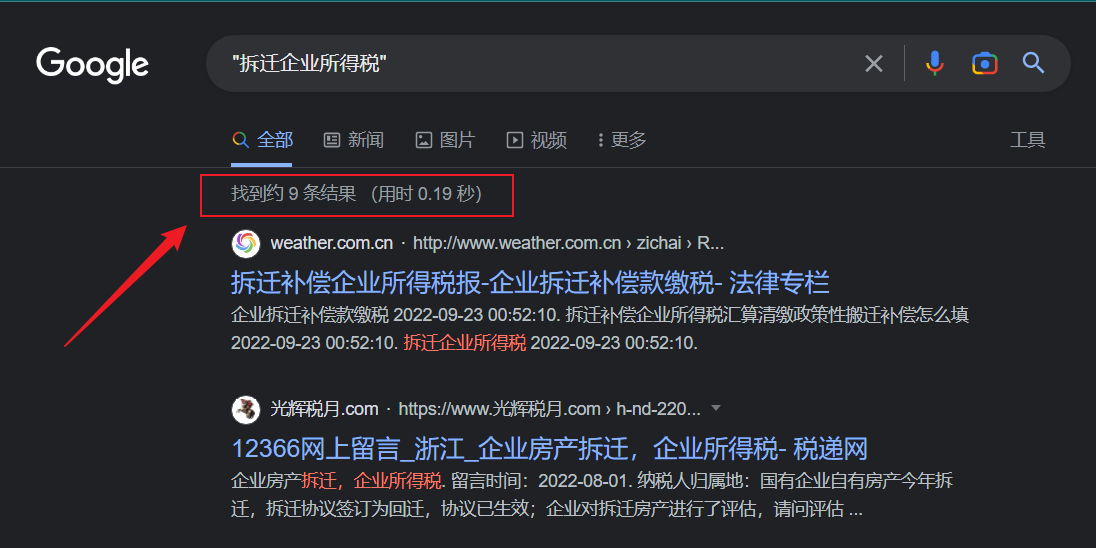 Google
"拆迁企业所得税"
全部 新闻 图片 视频 更多 工具
找到约 9 条结果 （用时 0.19 秒）
weather.com.cn · http://www.weather.com.cn › zichai › R...
拆迁补偿企业所得税报-企业拆迁补偿款缴税- 法律专栏
企业拆迁补偿款缴税 2022-09-23 00:52:10. 拆迁补偿企业所得税汇算清缴政策性搬迁补偿怎么填
2022-09-23 00:52:10. 拆迁企业所得税 2022-09-23 00:52:10.
光辉税月.com · https://www.光辉税月.com › h-nd-220...
12366网上留言_浙江_企业房产拆迁，企业所得税- 税递网
企业房产拆迁，企业所得税. 留言时间：2022-08-01. 纳税人归属地：国有企业自有房产今年拆
迁，拆迁协议签订为回迁，协议已生效；企业对拆迁房产进行了评估，请问评估 ...